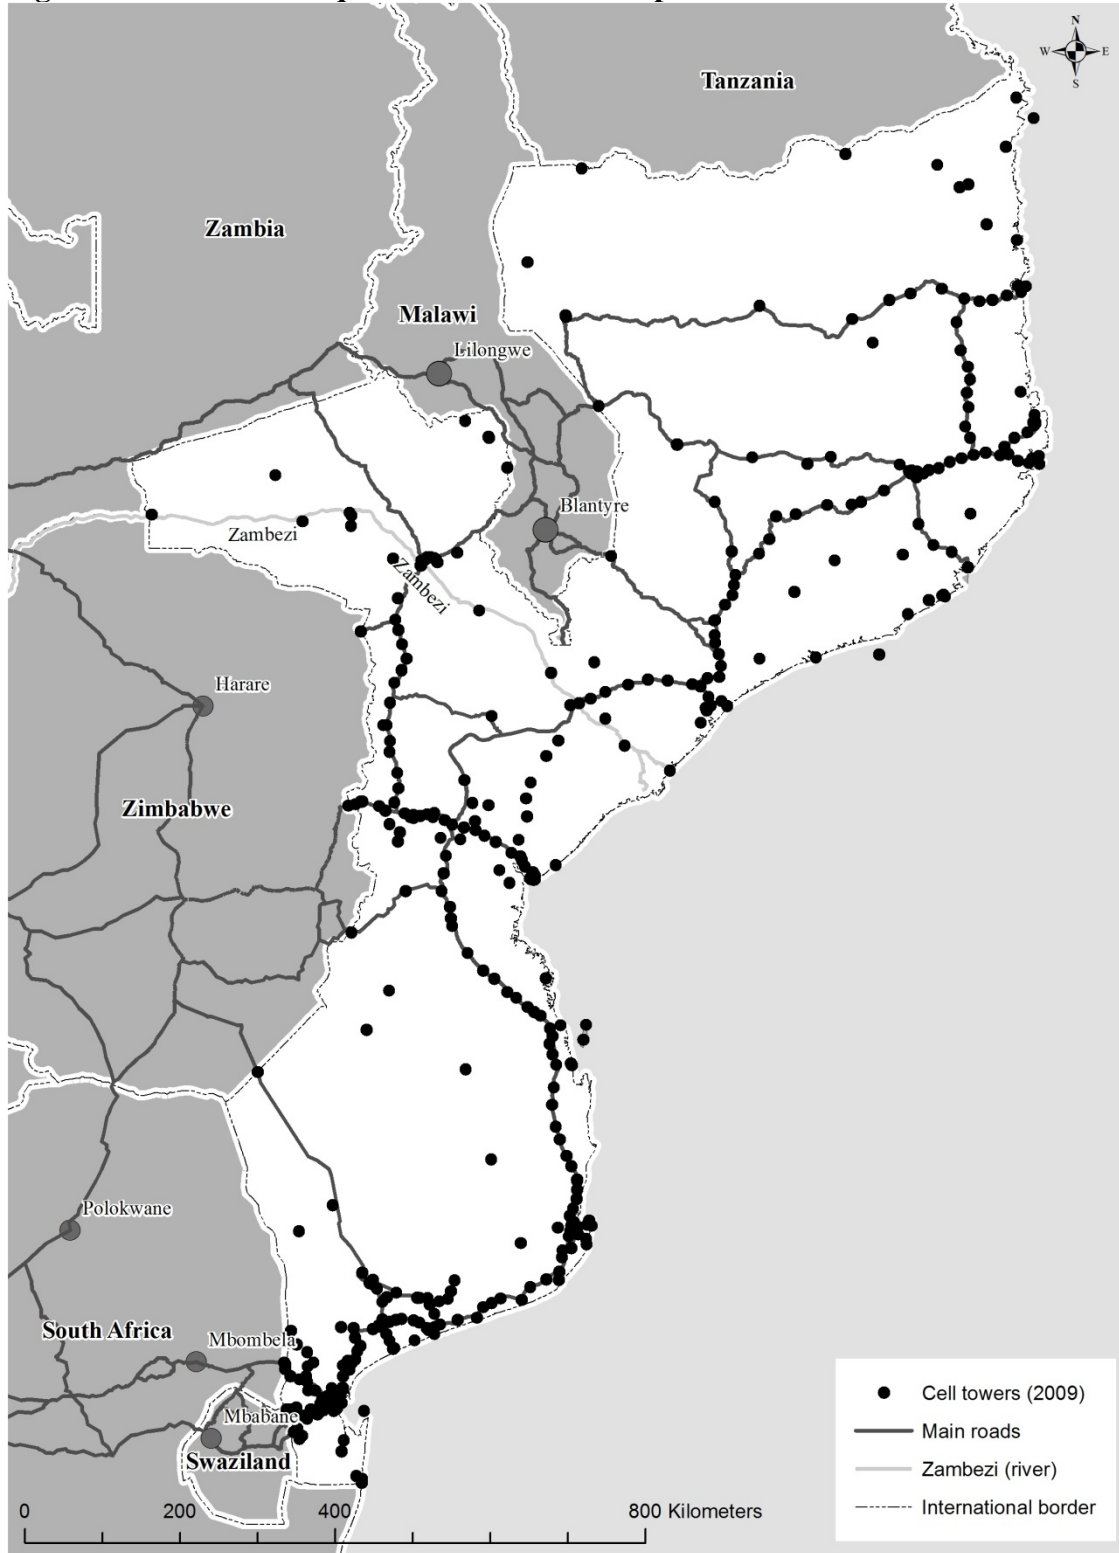 N
W E
S
Tanzania
Zambia
Malawi
Lilongwe
Blantyre
Zambezi
Zambezi
Harare
Zimbabwe
Polokwane
South Africa
Mbombela
Mbabane
Swaziland
Cell towers (2009)
Main roads
Zambezi (river)
International border
0 200 400 800 Kilometers